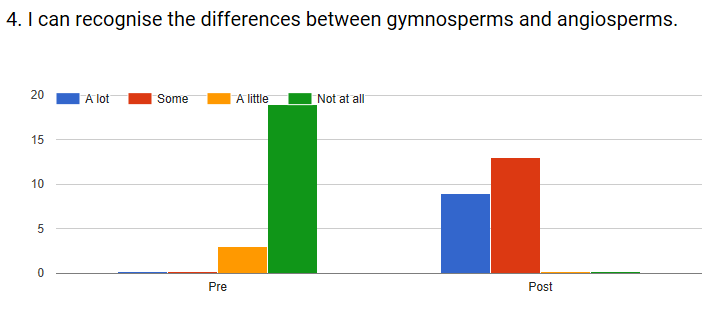 4. I can recognise the differences between gymnosperms and angiosperms.
20
A lot
Some
A little
Not at all
15
10
5
0
Pre
Post